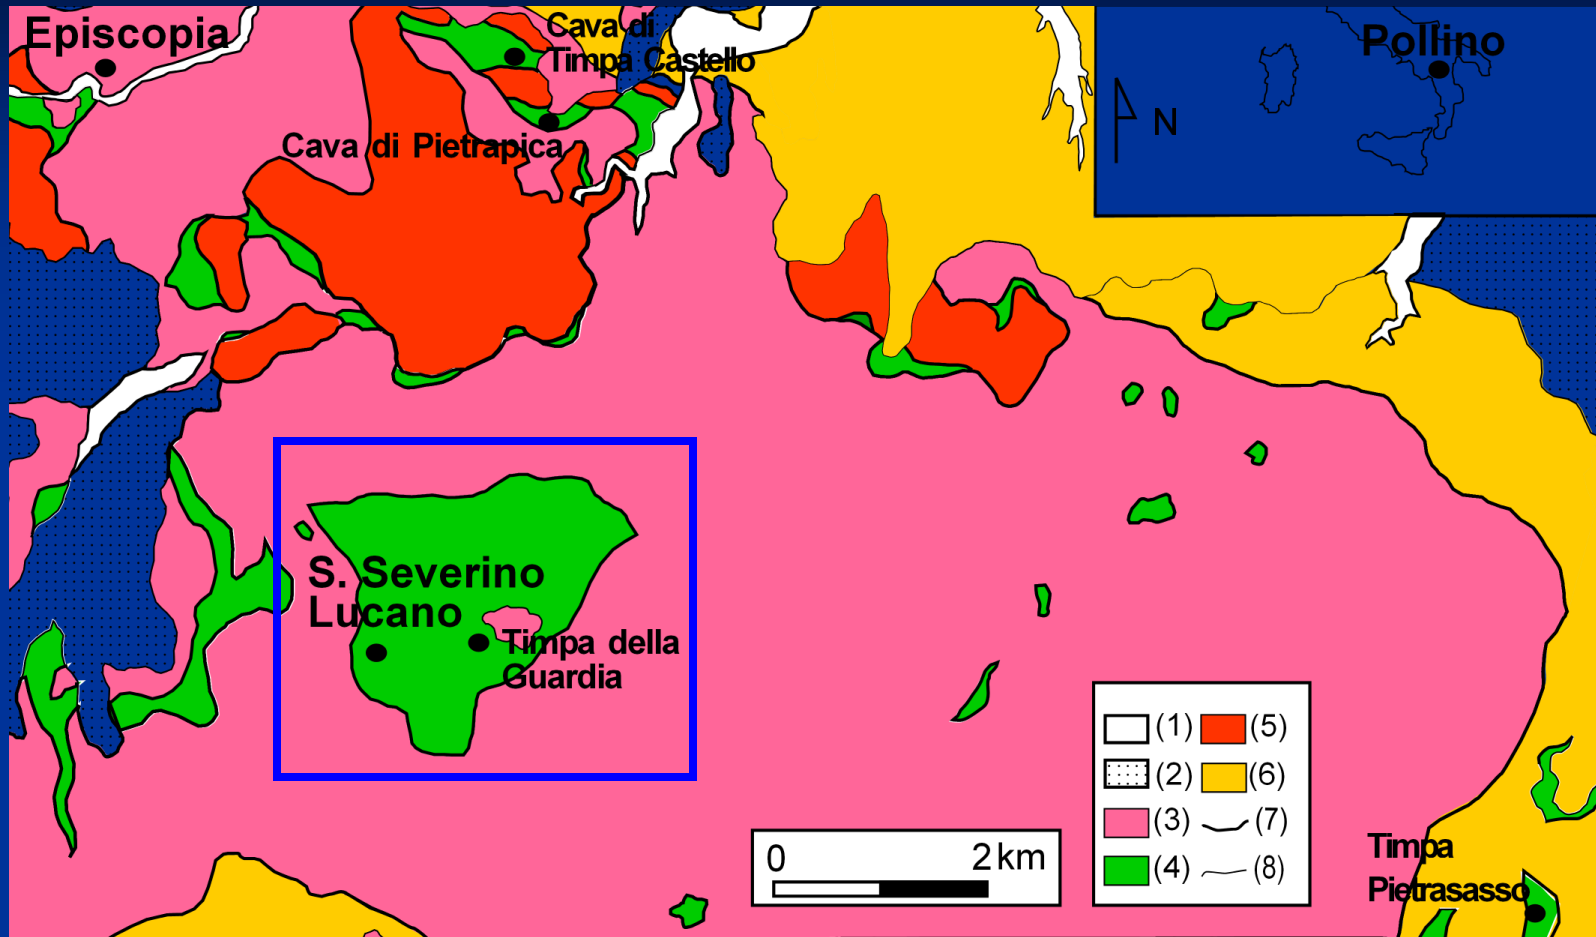 Episcopia
Cava di
Timpa Castello
Pollino
N
Cava di Pietrapica
S. Severino
Lucano
Timpa della
Guardia
(1) (5)
(2) (6)
(3) (7)
(4) (8)
0 2 km
Timpa
Pietrasasso